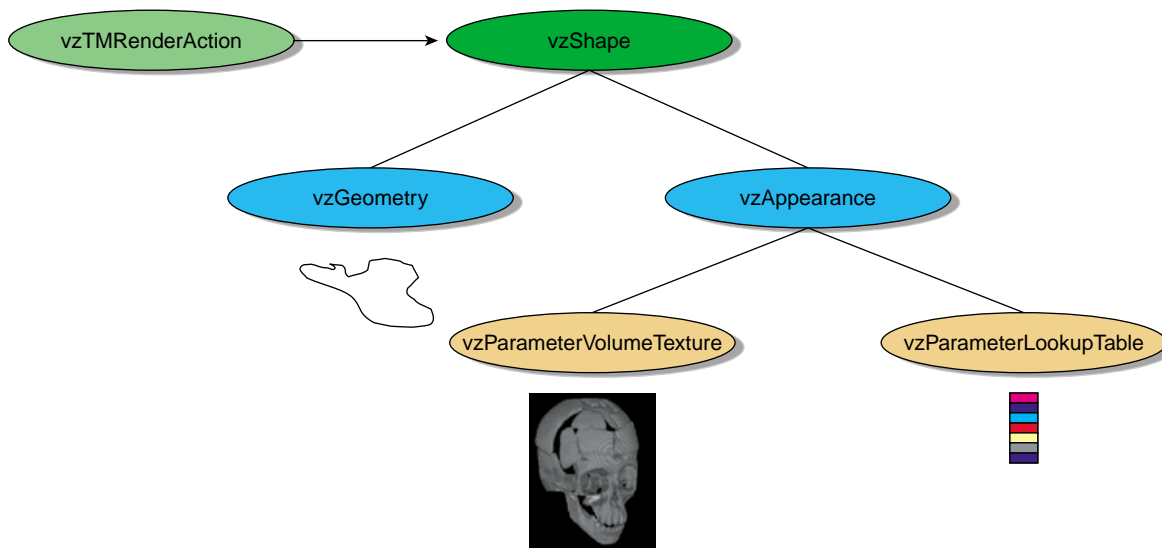 vzTMRenderAction
vzShape
vzGeometry
vzAppearance
vzParameterVolumeTexture
vzParameterLookupTable